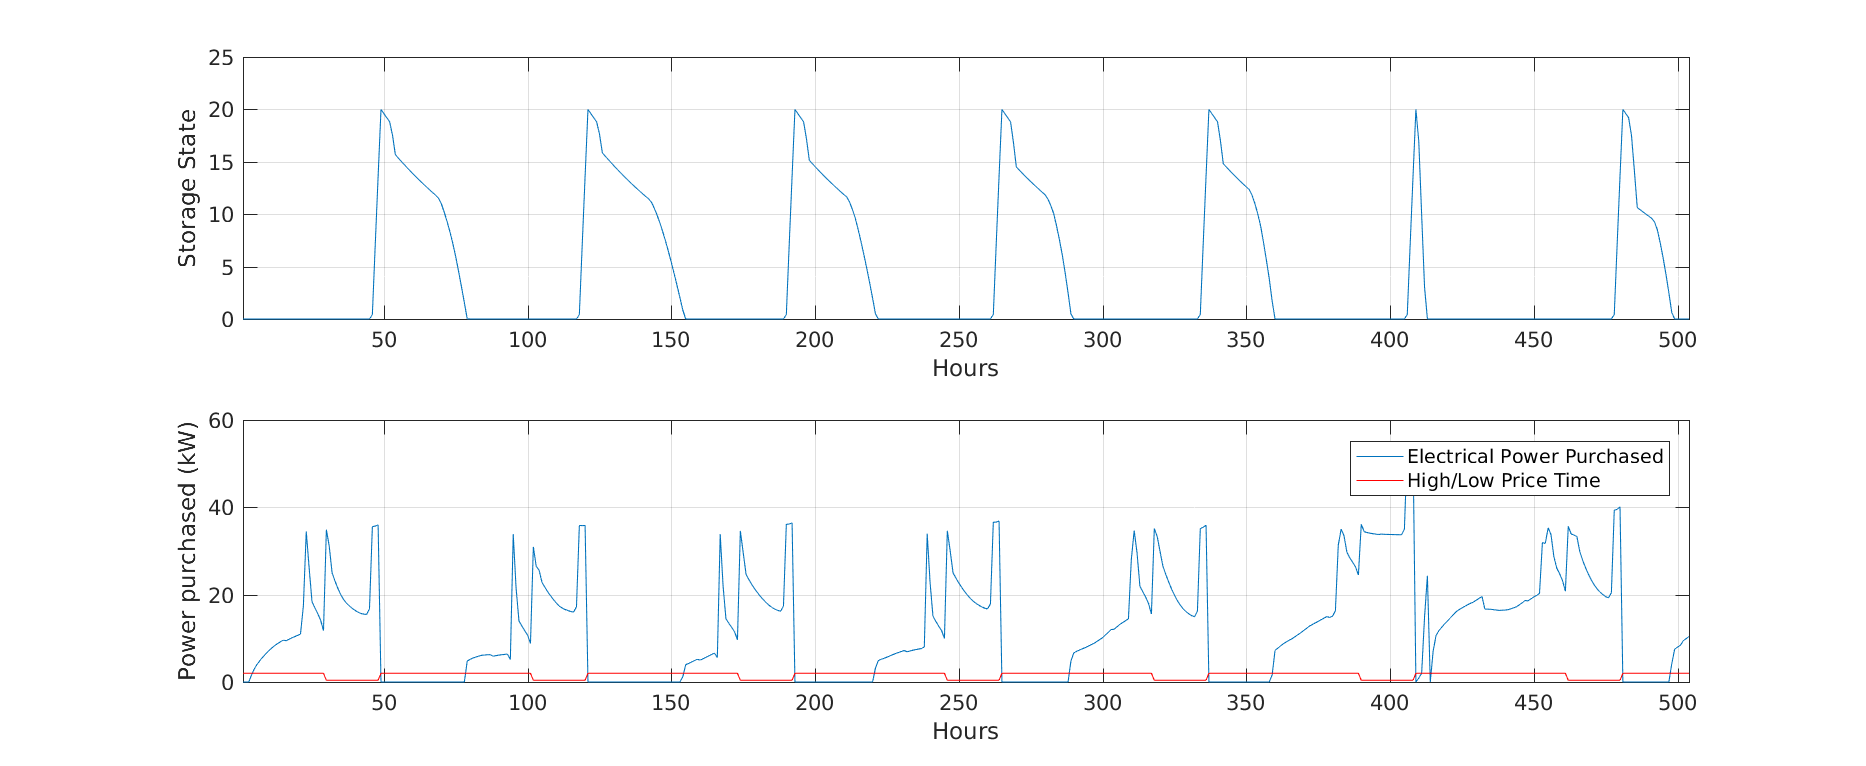 25
20
15
10
5
0
Storage State
50 100 150 200 250 300 350 400 450 500
Hours
60
40
20
0
Power purchased (kW)
Electrical Power Purchased
High/Low Price Time
50 100 150 200 250 300 350 400 450 500
Hours